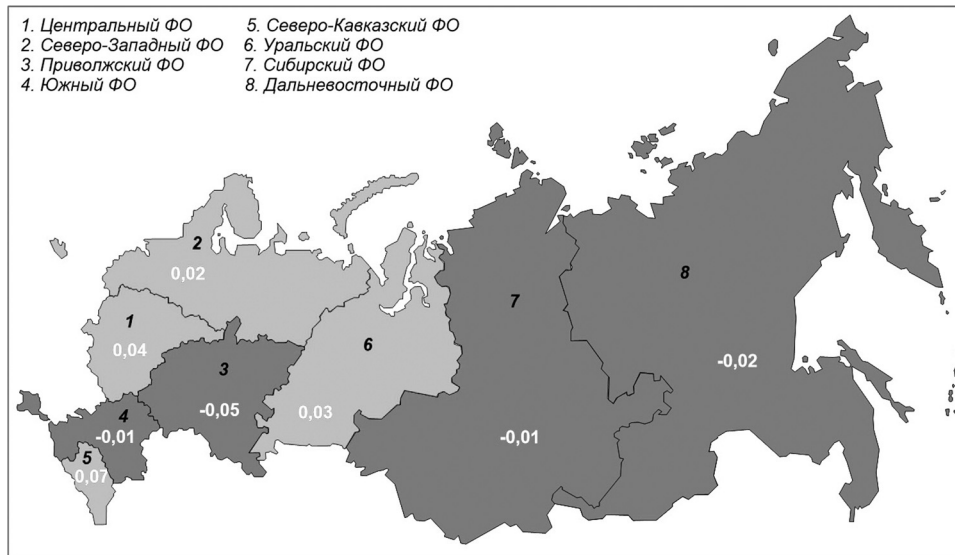 1. Центральный ФО
2. Северо-Западный ФО
3. Приволжский ФО
4. Южный ФО
5. Северо-Кавказский ФО
6. Уральский ФО
7. Сибирский ФО
8. Дальневосточный ФО
2
0,02
1
0,04
3
-0,05
4
-0,01
5
0,07
6
0,03
7
-0,01
8
-0,02